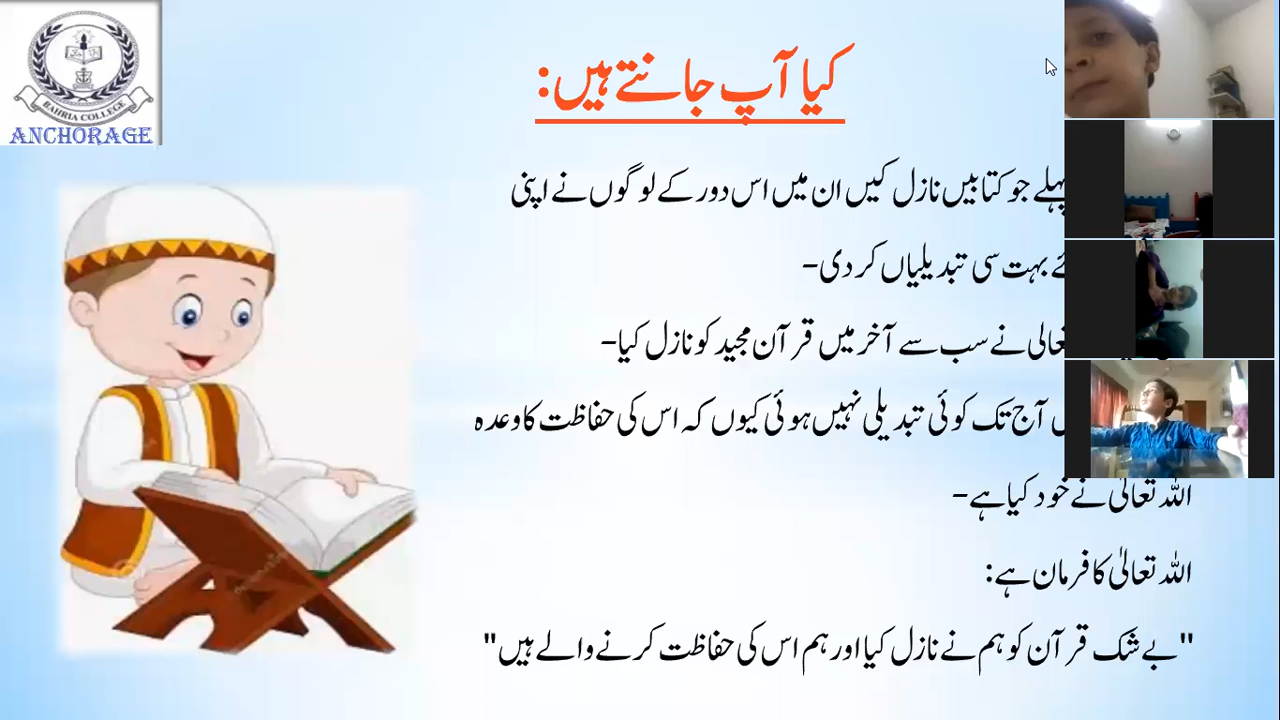 BAHRIA COLLEGE
ANCHORAGE
کیا آپ جانتے ہیں:
پہلے جو کتابیں نازل کیں ان میں اس دور کے لوگوں نے اپنی
بہت سی تبدیلیاں کر دی-
نے سب سے آخر میں قرآن مجید کو نازل کیا-
آج تک کوئی تبدیلی نہیں ہوئی کیوں کہ اس کی حفاظت کا وعدہ
اللہ تعالٰی نے خود کیا ہے-
اللہ تعالٰی کا فرمان ہے:
"بے شک قرآن کو ہم نے نازل کیا اور ہم اس کی حفاظت کرنے والے ہیں"